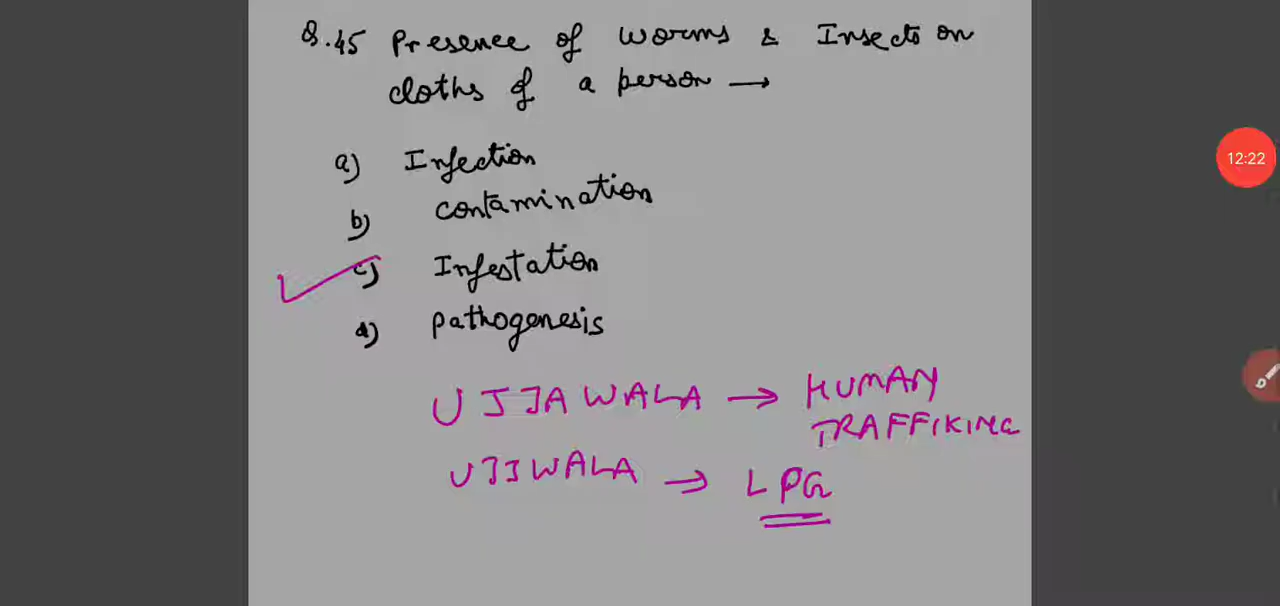 Q.45 Presence of worms & Insects on
cloths of a person →
a) Infection
b) contamination
c) Infestation
d) pathogenesis
UJJAWALA → HUMAN
TRAFFIKING
UJJWALA → LPG
12:22